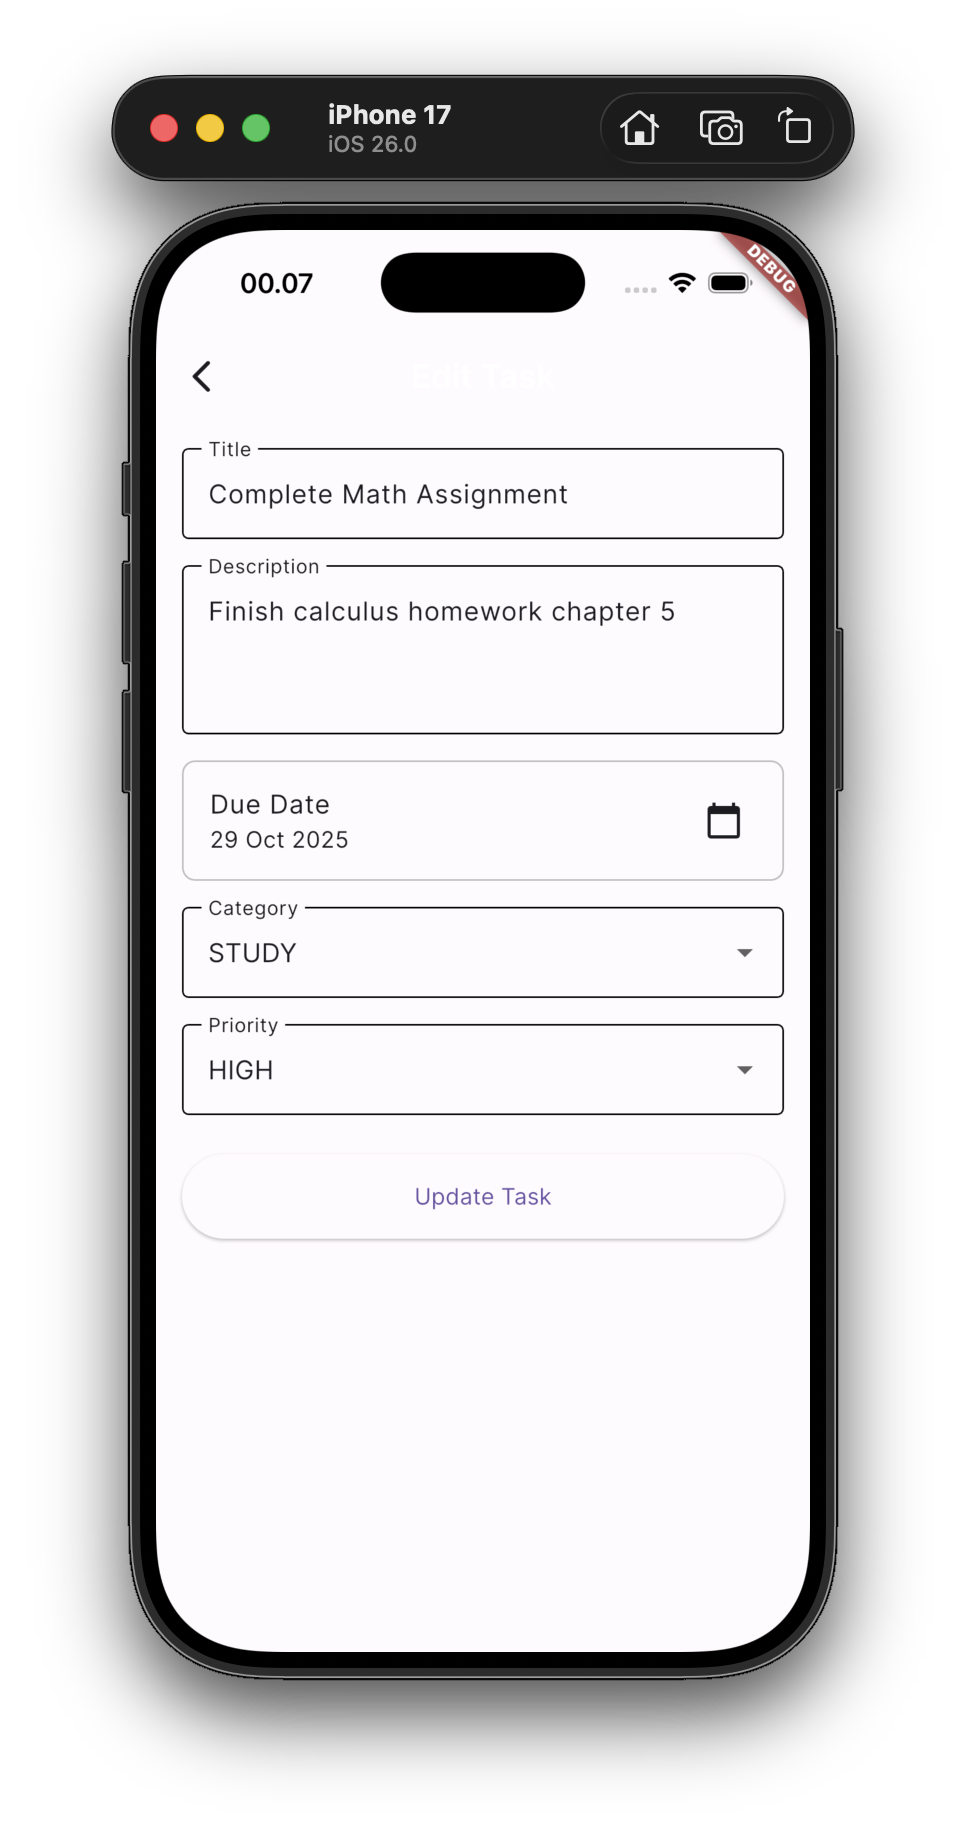 iPhone 17
iOS 26.0
00.07
DEBUG
Edit Task
Title
Complete Math Assignment
Description
Finish calculus homework chapter 5
Due Date
29 Oct 2025
Category
STUDY
Priority
HIGH
Update Task